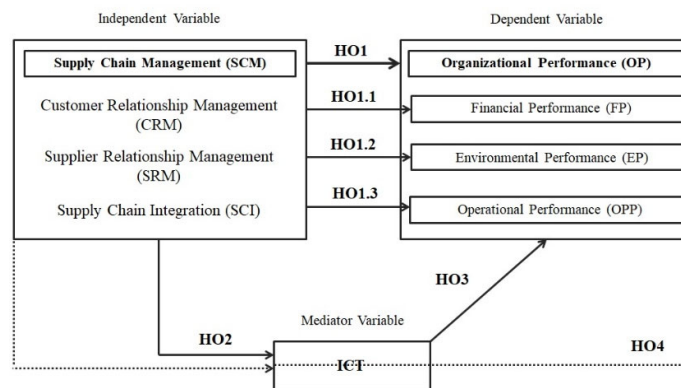 Independent Variable
Dependent Variable
Supply Chain Management (SCM)
HO1
Organizational Performance (OP)
Customer Relationship Management
(CRM)
HO1.1
Financial Performance (FP)
Supplier Relationship Management
(SRM)
HO1.2
Environmental Performance (EP)
Supply Chain Integration (SCI)
HO1.3
Operational Performance (OPP)
HO2
Mediator Variable
HO3
ICT
HO4